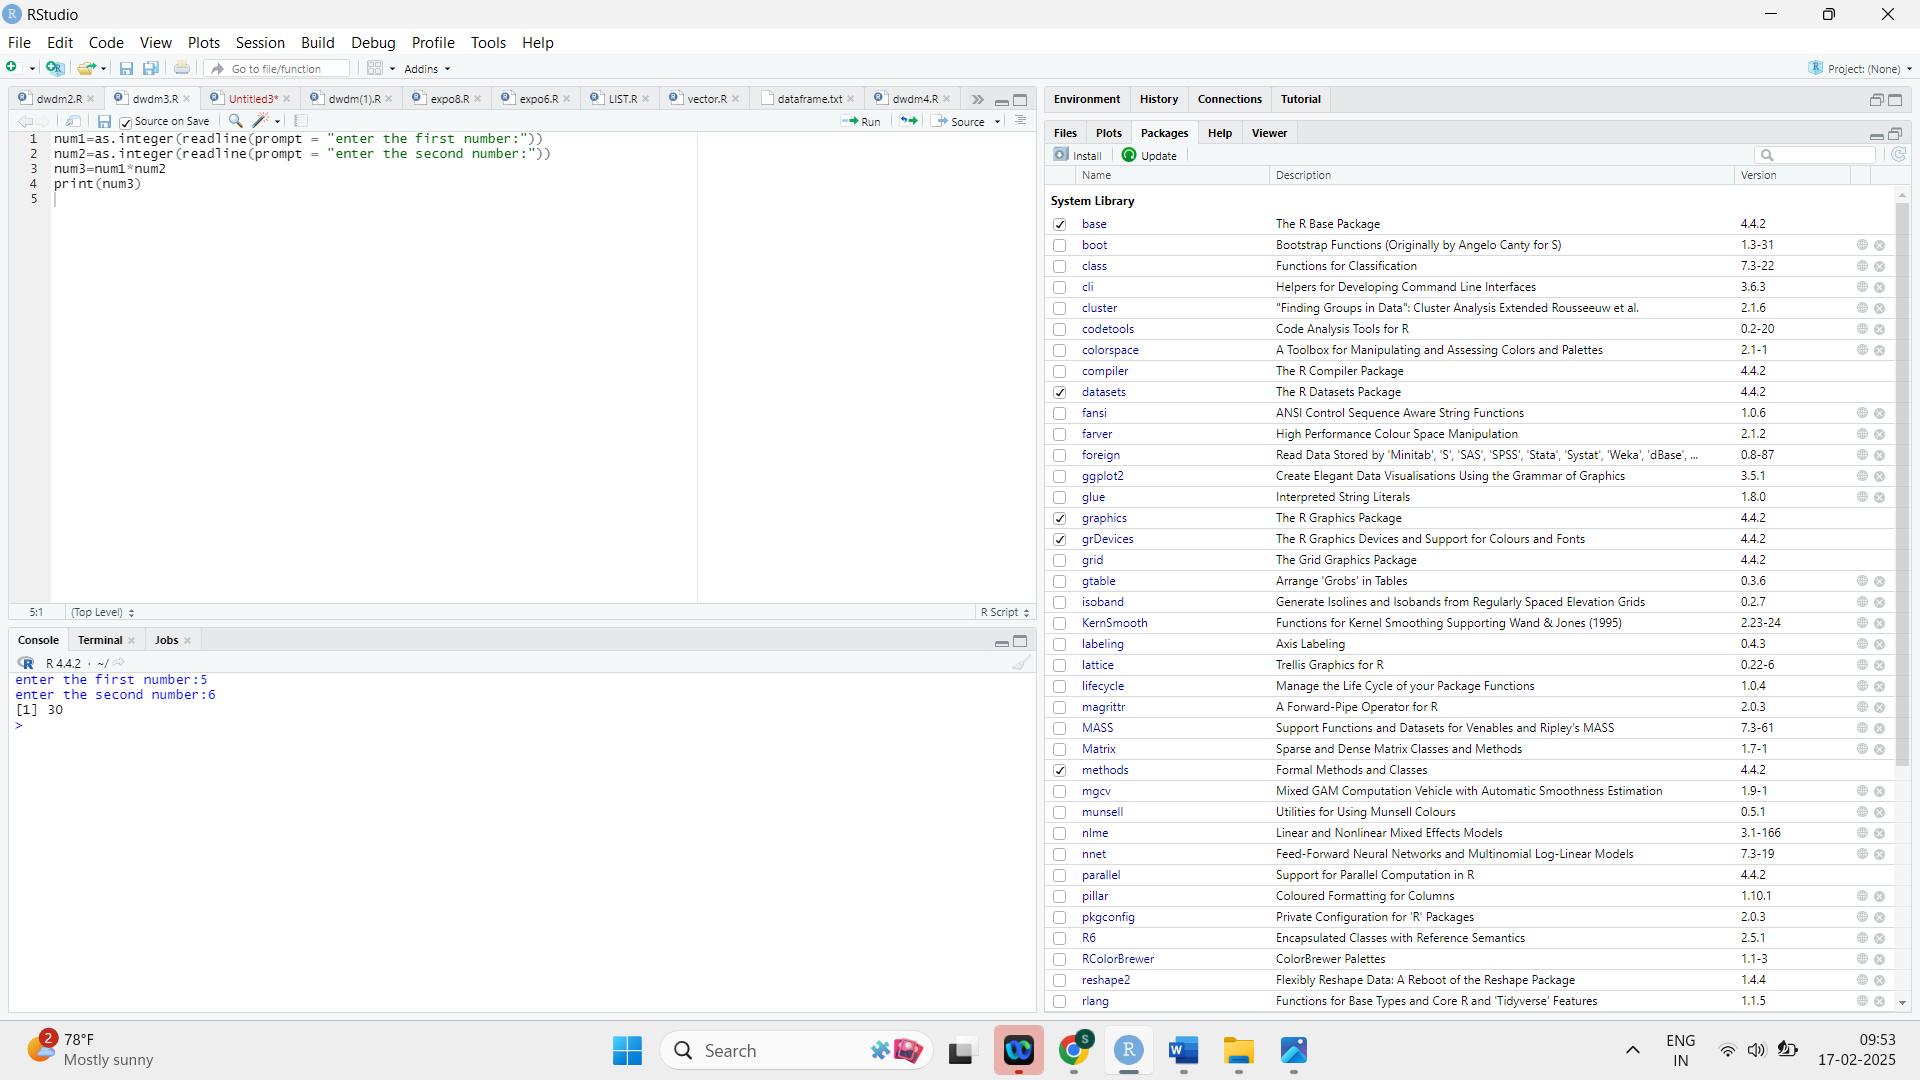 RStudio
File Edit Code View Plots Session Build Debug Profile Tools Help
Go to file/function Addins Project: (None)
dwdm2.R dwdm3.R Untitled3* dwdm(1).R expo8.R expo6.R LIST.R vector.R dataframe.txt dwdm4.R
Source on Save Run Source
1 num1=as.integer(readline(prompt = "enter the first number:"))
2 num2=as.integer(readline(prompt = "enter the second number:"))
3 num3=num1*num2
4 print(num3)
5
5:1 (Top Level) R Script
Console Terminal Jobs
R 4.4.2 · ~/
enter the first number:5
enter the second number:6
[1] 30
>
Environment History Connections Tutorial
Files Plots Packages Help Viewer
Install Update
Name Description Version
System Library
base The R Base Package 4.4.2
boot Bootstrap Functions (Originally by Angelo Canty for S) 1.3-31
class Functions for Classification 7.3-22
cli Helpers for Developing Command Line Interfaces 3.6.3
cluster "Finding Groups in Data": Cluster Analysis Extended Rousseeuw et al. 2.1.6
codetools Code Analysis Tools for R 0.2-20
colorspace A Toolbox for Manipulating and Assessing Colors and Palettes 2.1-1
compiler The R Compiler Package 4.4.2
datasets The R Datasets Package 4.4.2
fansi ANSI Control Sequence Aware String Functions 1.0.6
farver High Performance Colour Space Manipulation 2.1.2
foreign Read Data Stored by 'Minitab', 'S', 'SAS', 'SPSS', 'Stata', 'Systat', 'Weka', 'dBase', ... 0.8-87
ggplot2 Create Elegant Data Visualisations Using the Grammar of Graphics 3.5.1
glue Interpreted String Literals 1.8.0
graphics The R Graphics Package 4.4.2
grDevices The R Graphics Devices and Support for Colours and Fonts 4.4.2
grid The Grid Graphics Package 4.4.2
gtable Arrange 'Grobs' in Tables 0.3.6
isoband Generate Isolines and Isobands from Regularly Spaced Elevation Grids 0.2.7
KernSmooth Functions for Kernel Smoothing Supporting Wand & Jones (1995) 2.23-24
labeling Axis Labeling 0.4.3
lattice Trellis Graphics for R 0.22-6
lifecycle Manage the Life Cycle of your Package Functions 1.0.4
magrittr A Forward-Pipe Operator for R 2.0.3
MASS Support Functions and Datasets for Venables and Ripley's MASS 7.3-61
Matrix Sparse and Dense Matrix Classes and Methods 1.7-1
methods Formal Methods and Classes 4.4.2
mgcv Mixed GAM Computation Vehicle with Automatic Smoothness Estimation 1.9-1
munsell Utilities for Using Munsell Colours 0.5.1
nlme Linear and Nonlinear Mixed Effects Models 3.1-166
nnet Feed-Forward Neural Networks and Multinomial Log-Linear Models 7.3-19
parallel Support for Parallel Computation in R 4.4.2
pillar Coloured Formatting for Columns 1.10.1
pkgconfig Private Configuration for 'R' Packages 2.0.3
R6 Encapsulated Classes with Reference Semantics 2.5.1
RColorBrewer ColorBrewer Palettes 1.1-3
reshape2 Flexibly Reshape Data: A Reboot of the Reshape Package 1.4.4
rlang Functions for Base Types and Core R and 'Tidyverse' Features 1.1.5
2 78°F
Mostly sunny
Search
S
ENG
IN
09:53
17-02-2025